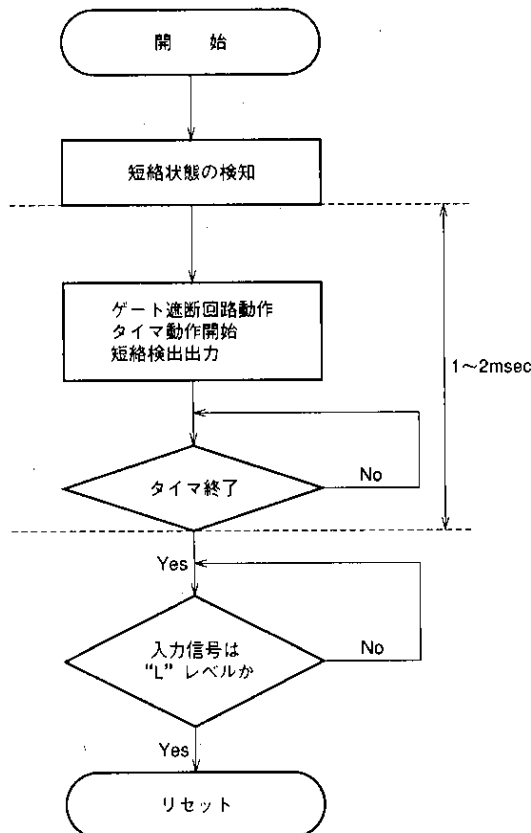 開　始
短絡状態の検知
ゲート遮断回路動作
タイマ動作開始
短絡検出出力
1～2msec
タイマ終了
No
Yes
入力信号は
“L” レベルか
No
Yes
リセット